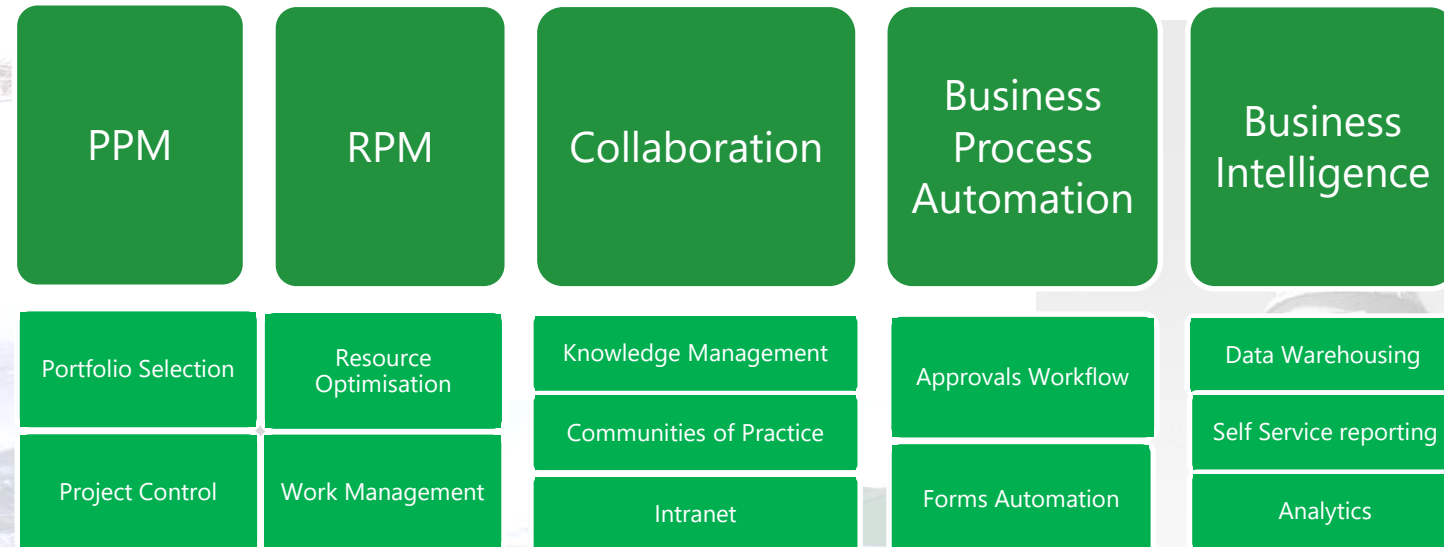 PPM
RPM
Collaboration
Business
Process
Automation
Business
Intelligence
Portfolio Selection
Project Control
Resource
Optimisation
Work Management
Knowledge Management
Communities of Practice
Intranet
Approvals Workflow
Forms Automation
Data Warehousing
Self Service reporting
Analytics